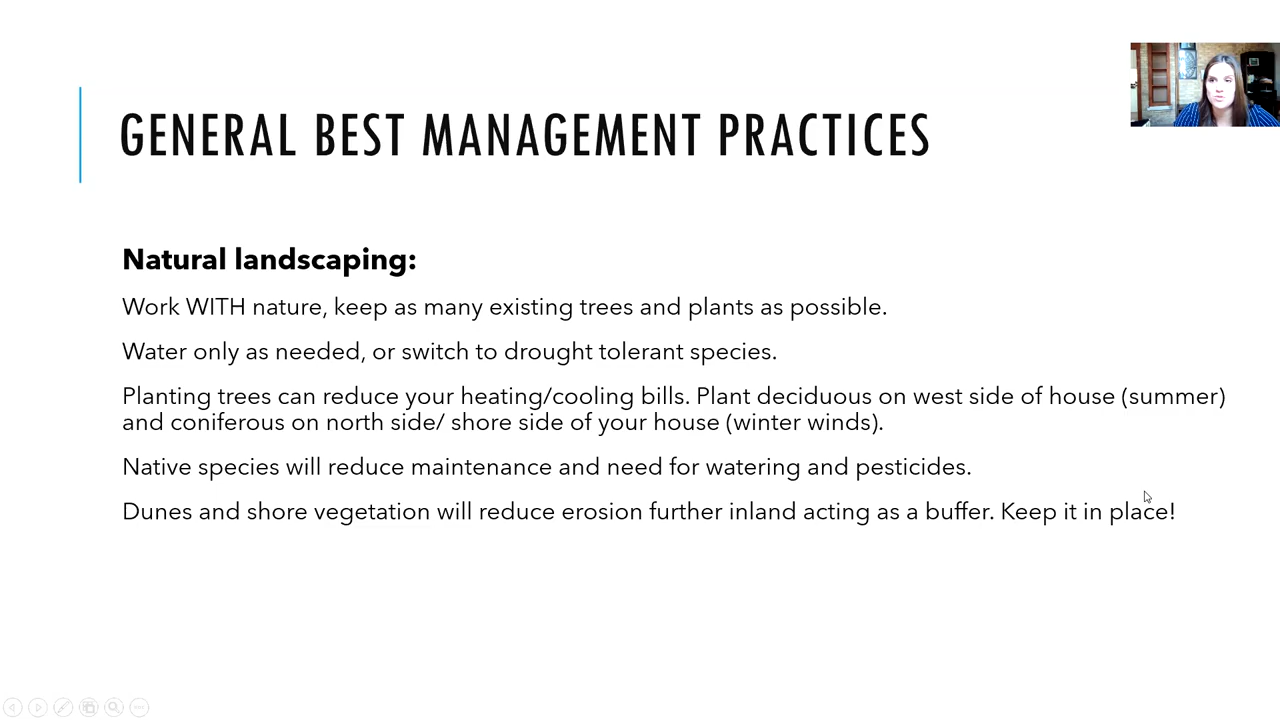 GENERAL BEST MANAGEMENT PRACTICES
Natural landscaping:
Work WITH nature, keep as many existing trees and plants as possible.
Water only as needed, or switch to drought tolerant species.
Planting trees can reduce your heating/cooling bills. Plant deciduous on west side of house (summer)
and coniferous on north side/ shore side of your house (winter winds).
Native species will reduce maintenance and need for watering and pesticides.
Dunes and shore vegetation will reduce erosion further inland acting as a buffer. Keep it in place!